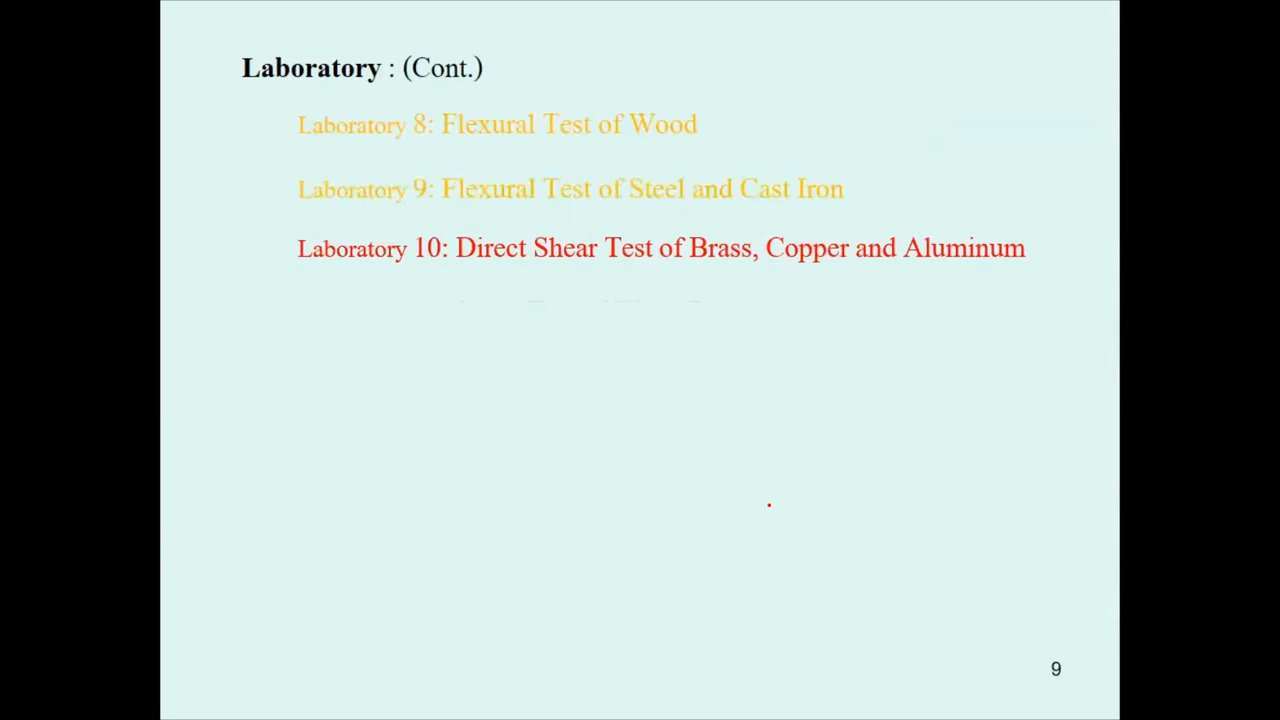 Laboratory : (Cont.)
Laboratory 8: Flexural Test of Wood
Laboratory 9: Flexural Test of Steel and Cast Iron
Laboratory 10: Direct Shear Test of Brass, Copper and Aluminum
9